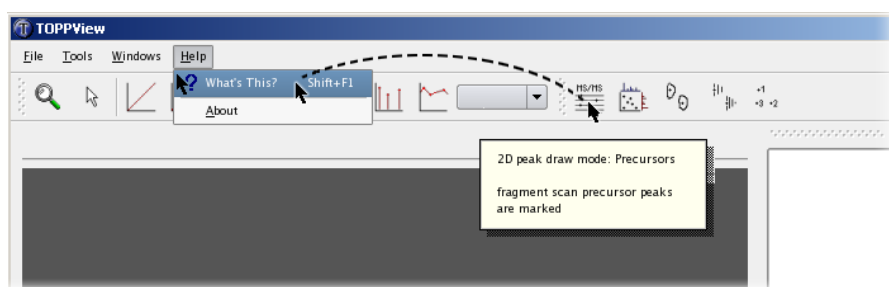 TOPPView
File Tools Windows Help
What's This? Shift+F1
About
MS/MS
+1
+3 +2
2D peak draw mode: Precursors
fragment scan precursor peaks
are marked